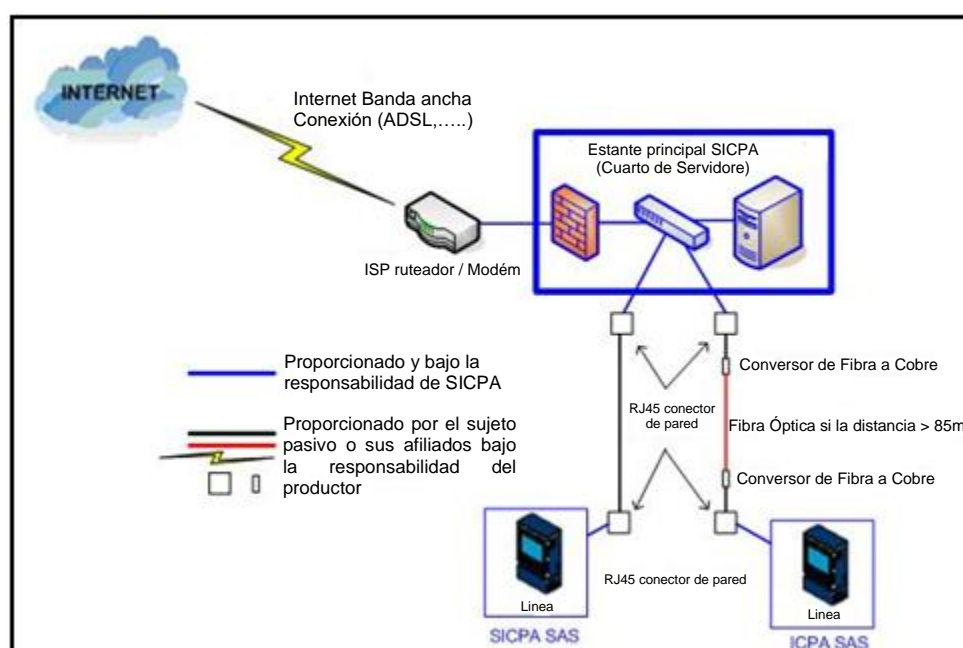 INTERNET
Internet Banda ancha
Conexión (ADSL,.....)
Estante principal SICPA
(Cuarto de Servidore)
ISP ruteador / Modém
Proporcionado y bajo la
responsabilidad de SICPA
Conversor de Fibra a Cobre
RJ45 conector
de pared
Fibra Óptica si la distancia > 85m
Proporcionado por el sujeto
pasivo o sus afiliados bajo
la responsabilidad del
productor
Conversor de Fibra a Cobre
RJ45 conector de pared
Linea
Linea
SICPA SAS
ICPA SAS